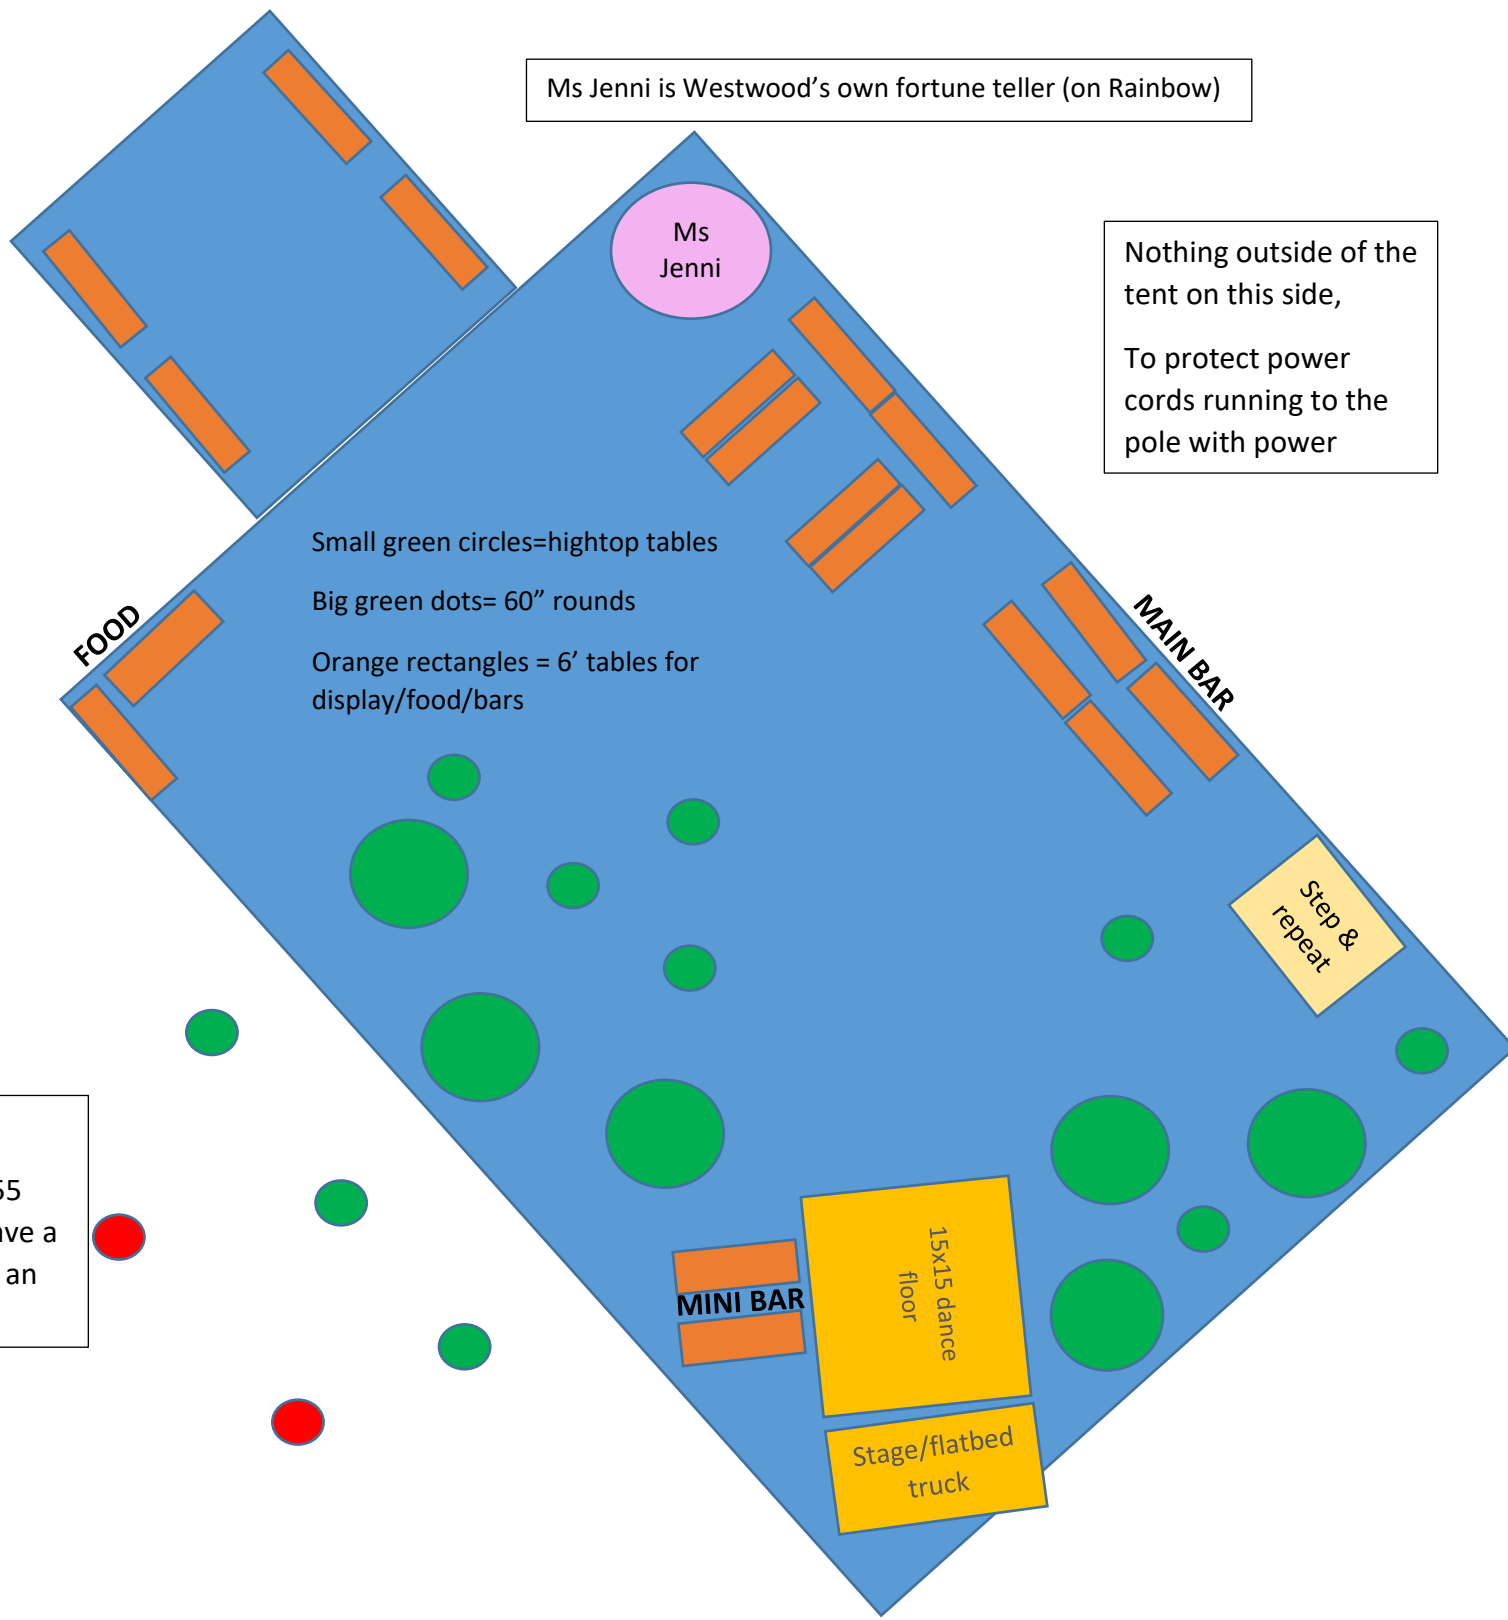 Ms Jenni is Westwood’s own fortune teller (on Rainbow)
Ms
Jenni
Nothing outside of the
tent on this side,
To protect power
cords running to the
pole with power
Small green circles=hightop tables
Big green dots= 60” rounds
Orange rectangles = 6’ tables for
display/food/bars
FOOD
MAIN BAR
Step &
repeat
55
ave a
an
MINI BAR
15x15 dance
floor
Stage/flatbed
truck